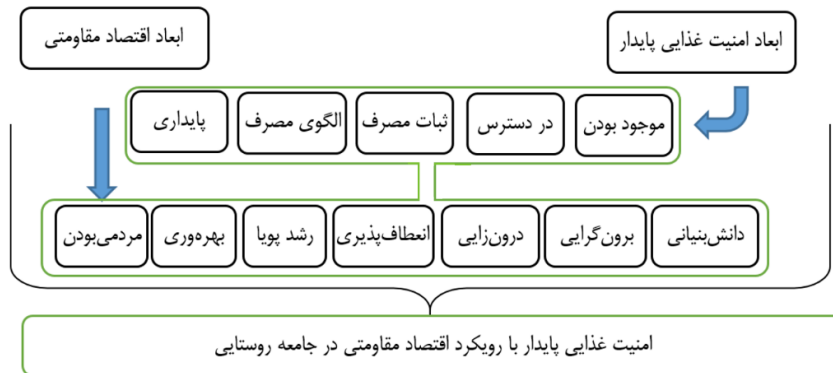 ابعاد امنیت غذایی پایدار
ابعاد اقتصاد مقاومتی
موجود بودن
در دسترس
ثبات مصرف
الگوی مصرف
پایداری
دانش‌بنیانی
برون‌گرایی
درون‌زایی
انعطاف‌پذیری
رشد پویا
بهره‌وری
مردمی‌بودن
امنیت غذایی پایدار با رویکرد اقتصاد مقاومتی در جامعه روستایی